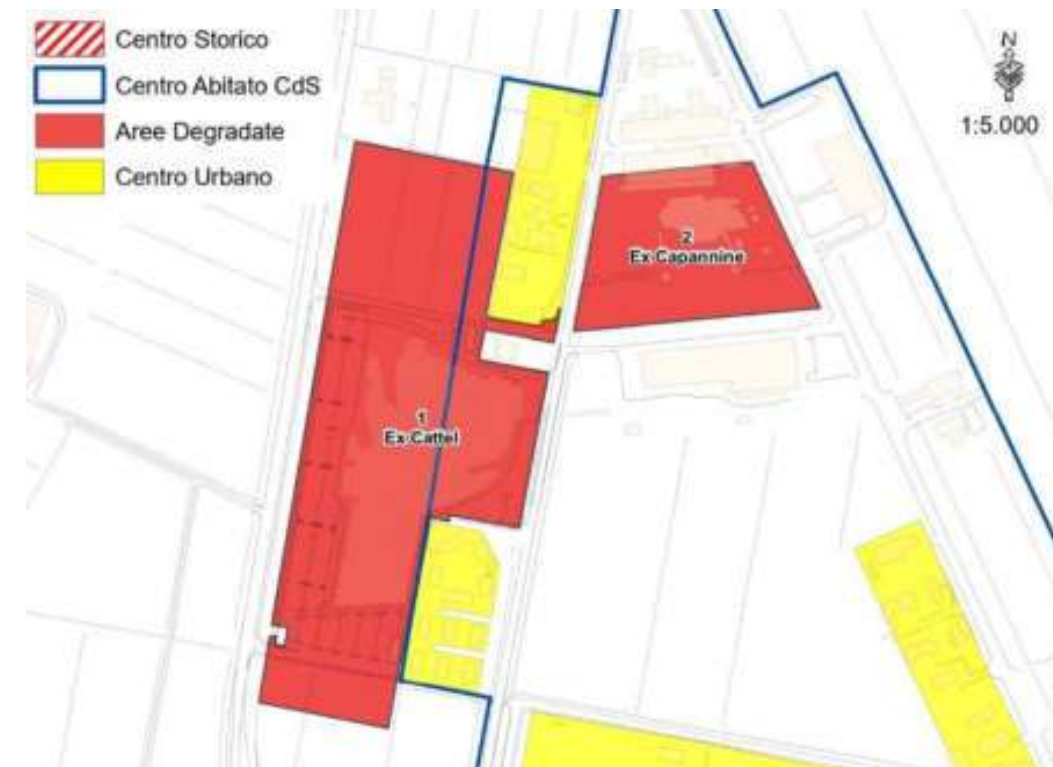 Centro Storico
Centro Abitato CdS
Aree Degradate
Centro Urbano
N
1:5.000
2
Ex Capannine
1
Ex Cattel